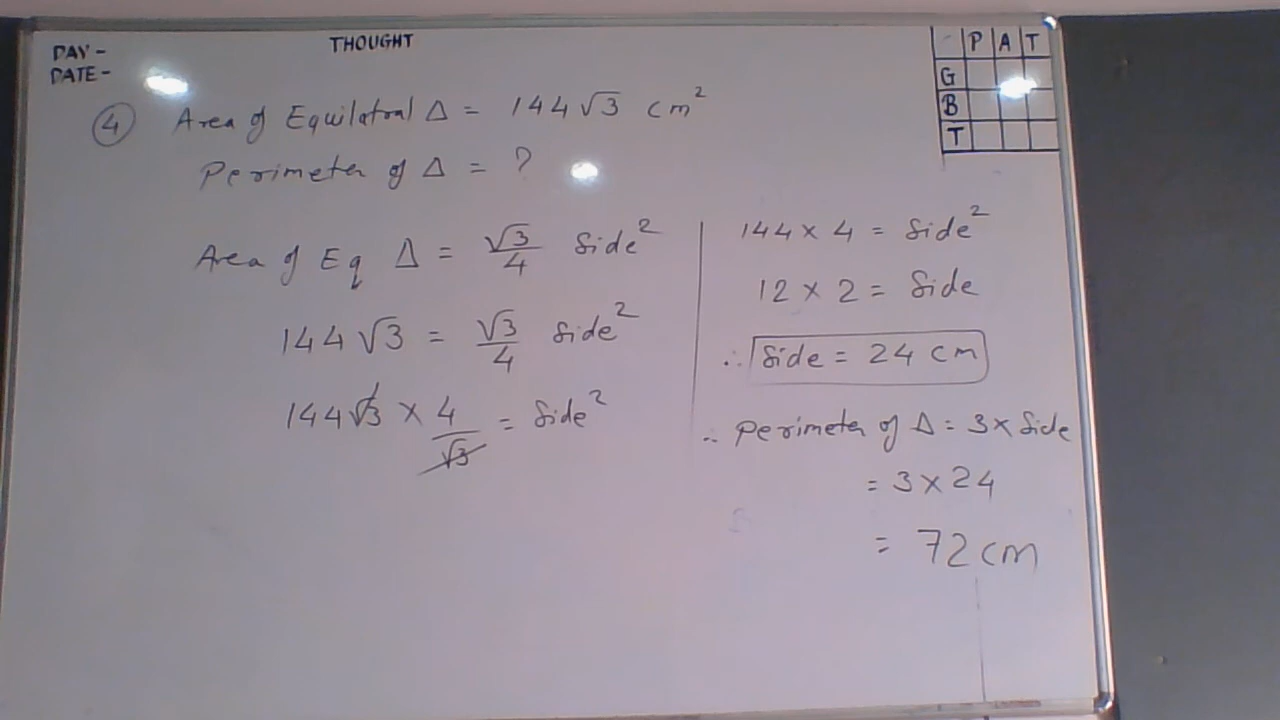 DAY -
DATE -
THOUGHT
- P A T
G
B
T
④ Area of Equilatral Δ = 144√3 cm²
Perimeter of Δ = ?
Area of Eq Δ = √3/4 Side²
144√3 = √3/4 Side²
144√3 × 4/√3 = Side²
144 × 4 = Side²
12 × 2 = Side
∴ Side = 24 cm
∴ Perimeter of Δ = 3 × Side
= 3 × 24
= 72 cm